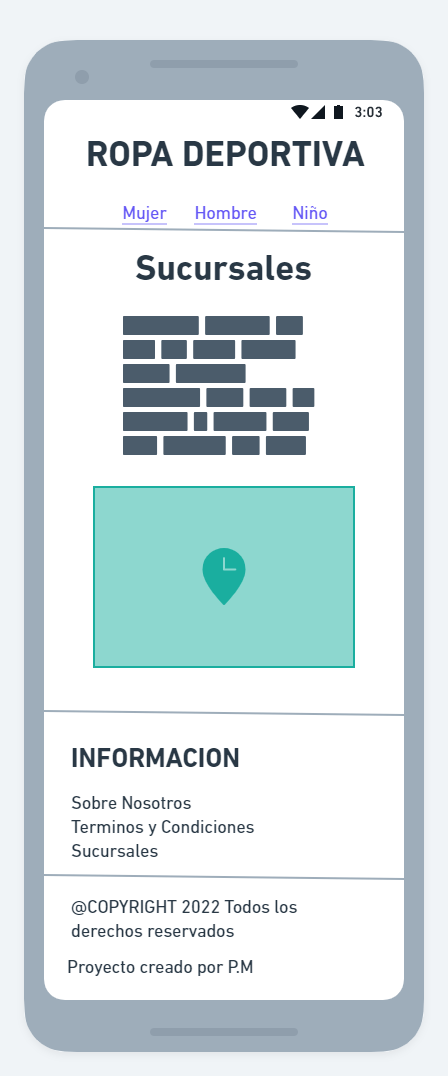 3:03
ROPA DEPORTIVA
Mujer Hombre Niño
Sucursales
INFORMACION
Sobre Nosotros
Terminos y Condiciones
Sucursales
@COPYRIGHT 2022 Todos los
derechos reservados
Proyecto creado por P.M